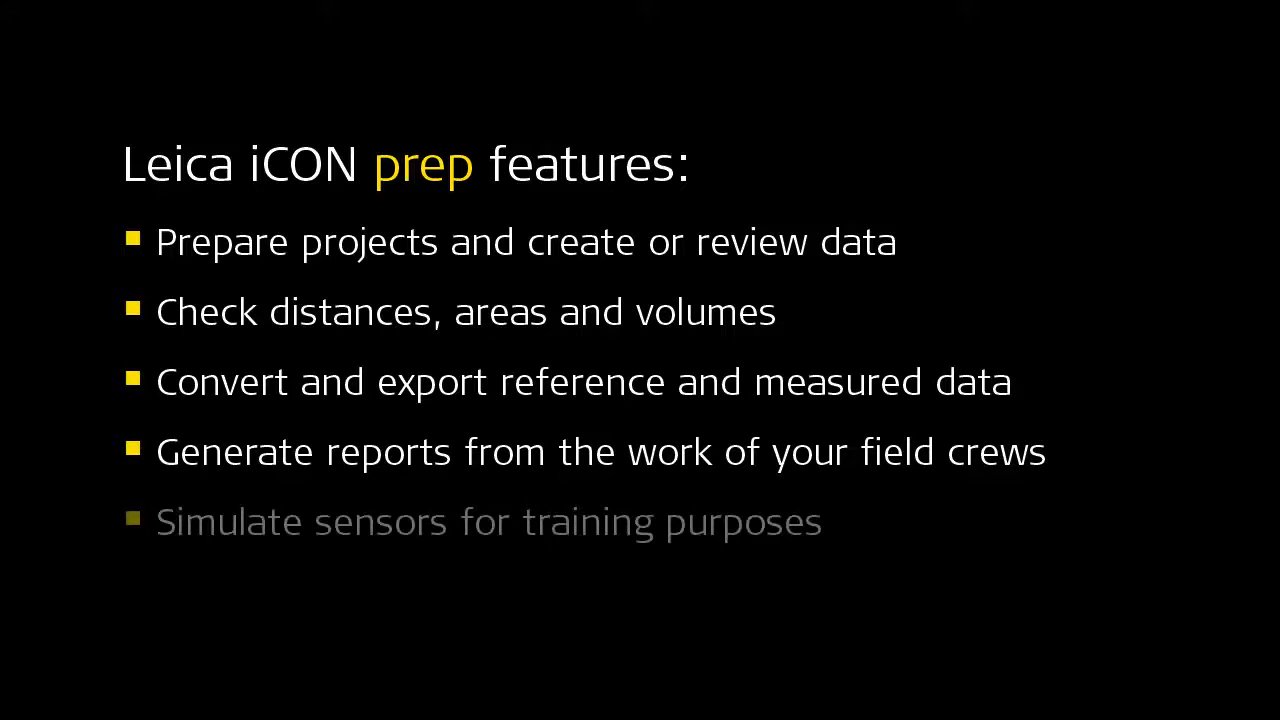 Leica iCON prep features:
Prepare projects and create or review data
Check distances, areas and volumes
Convert and export reference and measured data
Generate reports from the work of your field crews
Simulate sensors for training purposes